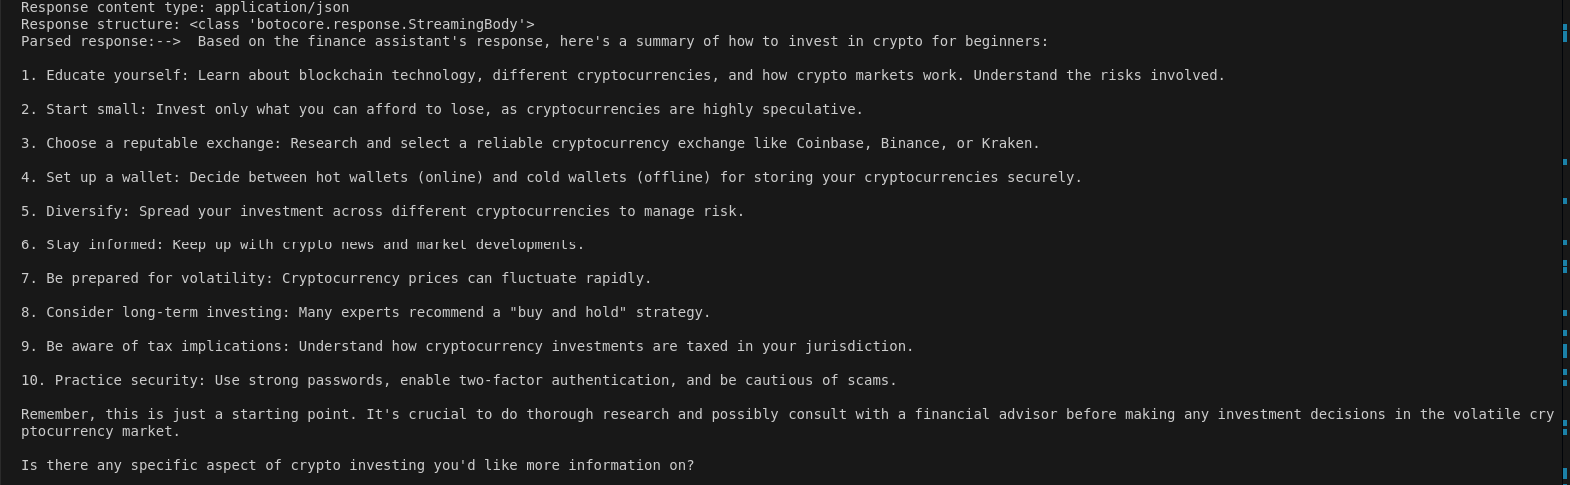 Response content type: application/json
Response structure: <class 'botocore.response.StreamingBody'>
Parsed response:-->  Based on the finance assistant's response, here's a summary of how to invest in crypto for beginners:
1. Educate yourself: Learn about blockchain technology, different cryptocurrencies, and how crypto markets work. Understand the risks involved.
2. Start small: Invest only what you can afford to lose, as cryptocurrencies are highly speculative.
3. Choose a reputable exchange: Research and select a reliable cryptocurrency exchange like Coinbase, Binance, or Kraken.
4. Set up a wallet: Decide between hot wallets (online) and cold wallets (offline) for storing your cryptocurrencies securely.
5. Diversify: Spread your investment across different cryptocurrencies to manage risk.
6. Stay informed: Keep up with crypto news and market developments.
7. Be prepared for volatility: Cryptocurrency prices can fluctuate rapidly.
8. Consider long-term investing: Many experts recommend a "buy and hold" strategy.
9. Be aware of tax implications: Understand how cryptocurrency investments are taxed in your jurisdiction.
10. Practice security: Use strong passwords, enable two-factor authentication, and be cautious of scams.
Remember, this is just a starting point. It's crucial to do thorough research and possibly consult with a financial advisor before making any investment decisions in the volatile cry
ptocurrency market.
Is there any specific aspect of crypto investing you'd like more information on?